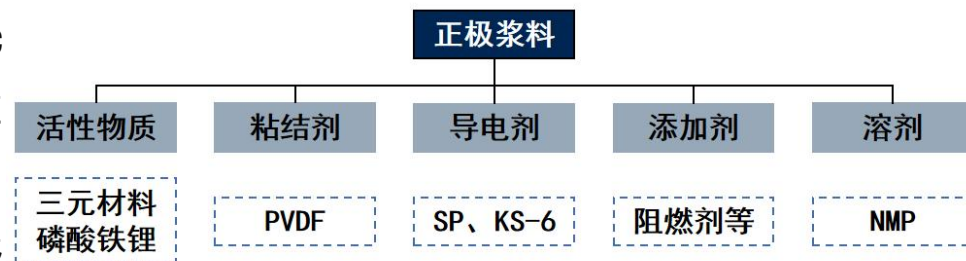 正极浆料
活性物质
粘结剂
导电剂
添加剂
溶剂
三元材料
磷酸铁锂
PVDF
SP、KS-6
阻燃剂等
NMP